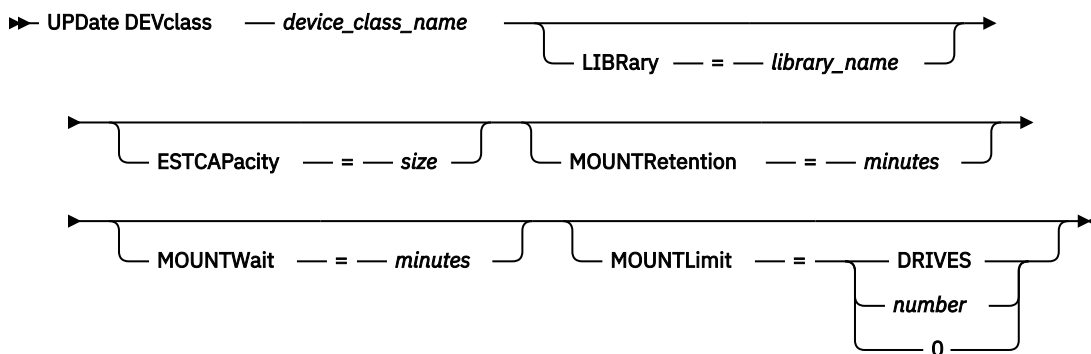 UPDate DEVclass device_class_name
LIBRary = library_name
ESTCAPacity = size MOUNTRetention = minutes
MOUNTWait = minutes MOUNTLimit = DRIVES
number
0